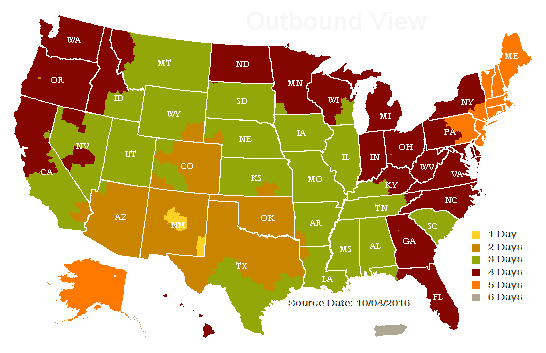 Outbound View
WA
MT
ND
MN
ME
OR
ID
SD
WI
NY
WY
MI
NV
UT
NE
IA
PA
CA
CO
IL
IN
OH
KS
MO
WV
VA
KY
AZ
NM
OK
TN
NC
AR
SC
TX
MS
AL
GA
LA
FL
1 Day
2 Days
3 Days
4 Days
5 Days
6 Days
Source Date: 10/04/2016